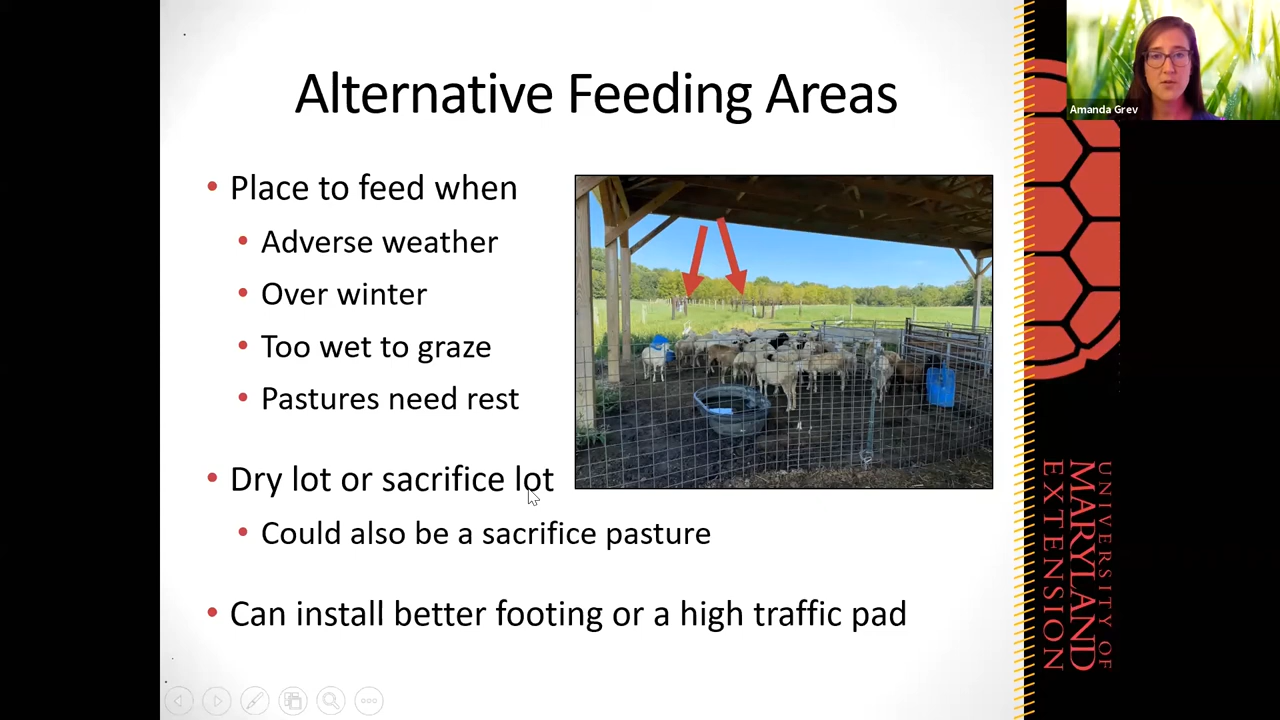 Alternative Feeding Areas
Amanda Grev
Place to feed when
Adverse weather
Over winter
Too wet to graze
Pastures need rest
Dry lot or sacrifice lot
Could also be a sacrifice pasture
Can install better footing or a high traffic pad
UNIVERSITY OF
MARYLAND
EXTENSION